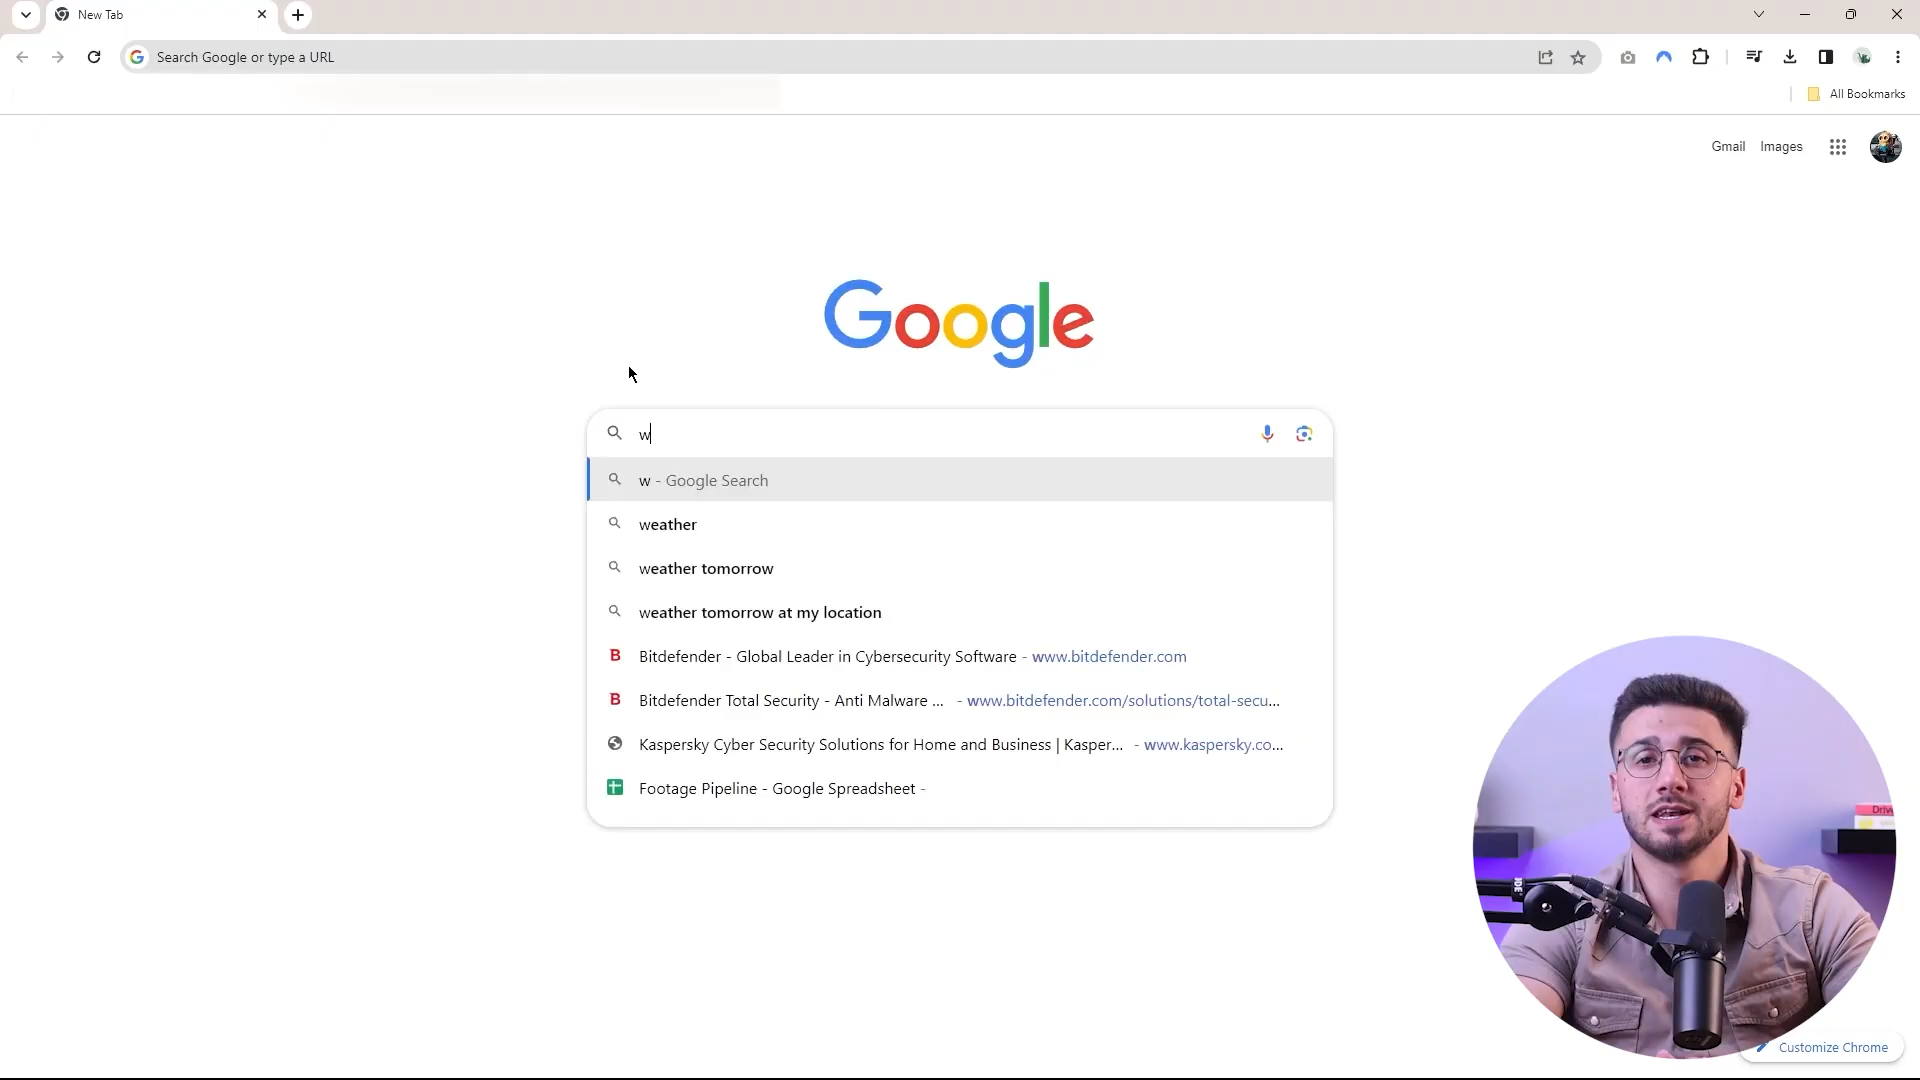 New Tab
Search Google or type a URL
All Bookmarks
Gmail Images
Google
w
w - Google Search
weather
weather tomorrow
weather tomorrow at my location
B Bitdefender - Global Leader in Cybersecurity Software - www.bitdefender.com
B Bitdefender Total Security - Anti Malware ... - www.bitdefender.com/solutions/total-secu...
Kaspersky Cyber Security Solutions for Home and Business | Kasper... - www.kaspersky.co...
Footage Pipeline - Google Spreadsheet -
Customize Chrome